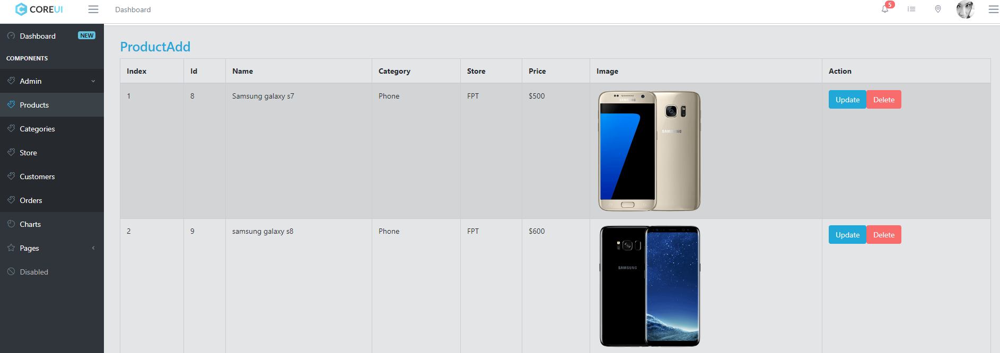 COREUI
Dashboard
5
Dashboard NEW
COMPONENTS
Admin
Products
Categories
Store
Customers
Orders
Charts
Pages
Disabled
ProductAdd
Index Id Name Category Store Price Image Action
1 8 Samsung galaxy s7 Phone FPT $500 Update Delete
SAMSUNG
SAMSUNG
2 9 samsung galaxy s8 Phone FPT $600 Update Delete
SAMSUNG